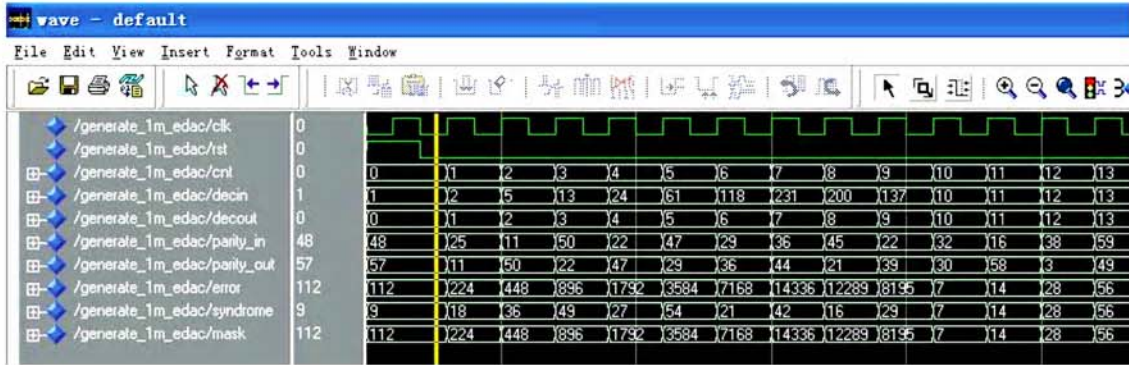 wave - default
File Edit View Insert Format Tools Window
/generate_1m_edac/clk 0
/generate_1m_edac/rst 0
/generate_1m_edac/cnt 0 0 1 2 3 4 5 6 7 8 9 10 11 12 13
/generate_1m_edac/decin 1 1 2 5 13 24 61 118 231 200 137 10 11 12 13
/generate_1m_edac/decout 0 0 1 2 3 4 5 6 7 8 9 10 11 12 13
/generate_1m_edac/parity_in 48 48 25 11 50 22 47 29 36 45 22 32 16 38 59
/generate_1m_edac/parity_out 57 57 11 50 22 47 29 36 44 21 39 30 58 3 49
/generate_1m_edac/error 112 112 224 448 896 1792 3584 7168 14336 12289 8195 7 14 28 56
/generate_1m_edac/syndrome 9 9 18 36 49 27 54 21 42 16 29 7 14 28 56
/generate_1m_edac/mask 112 112 224 448 896 1792 3584 7168 14336 12289 8195 7 14 28 56